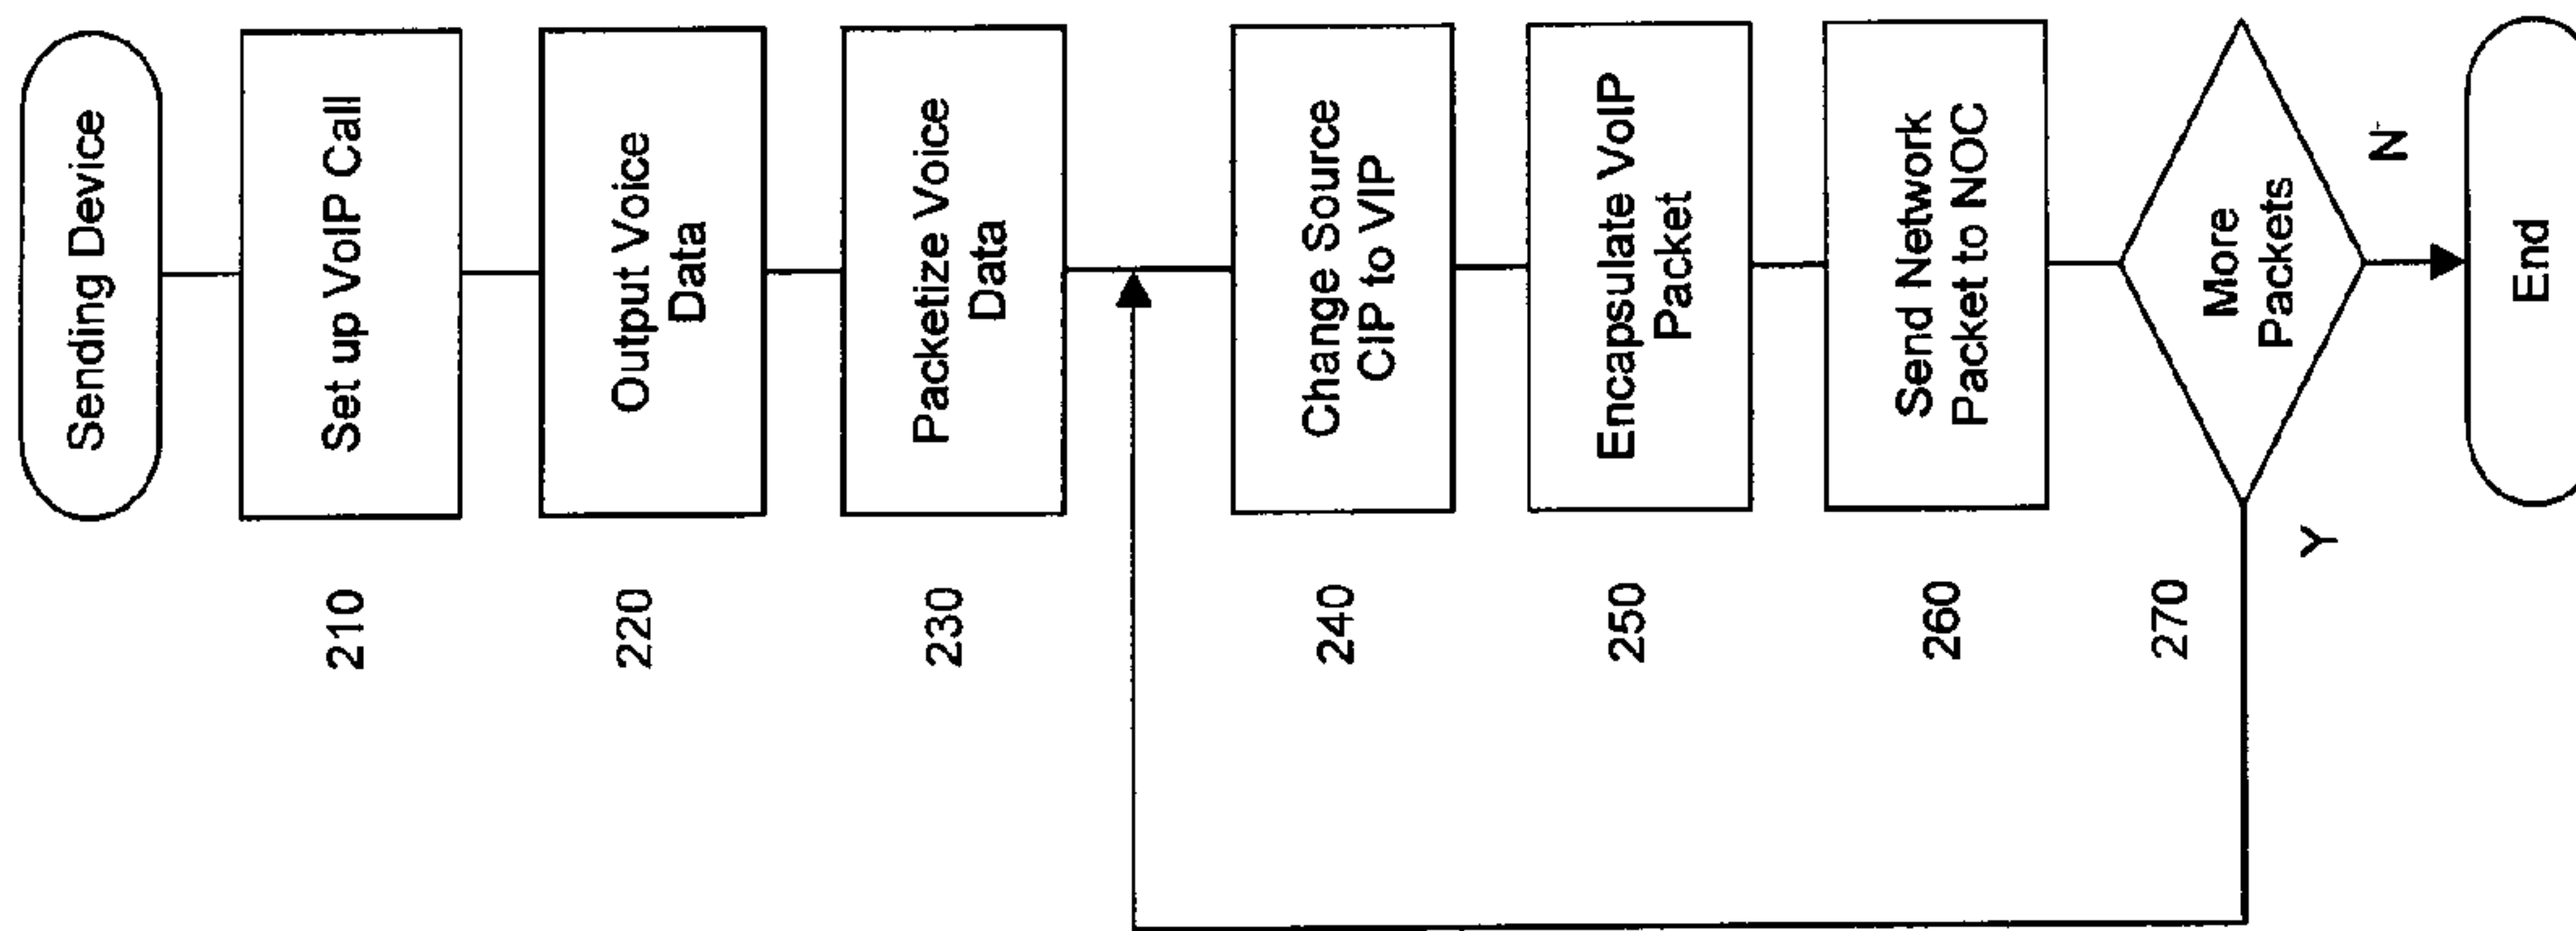 Sending Device
210
Set up VoIP Call
220
Output Voice
Data
230
Packetize Voice
Data
240
Change Source
CIP to VIP
250
Encapsulate VoIP
Packet
260
Send Network
Packet to NOC
270
More
Packets
Y
N
End